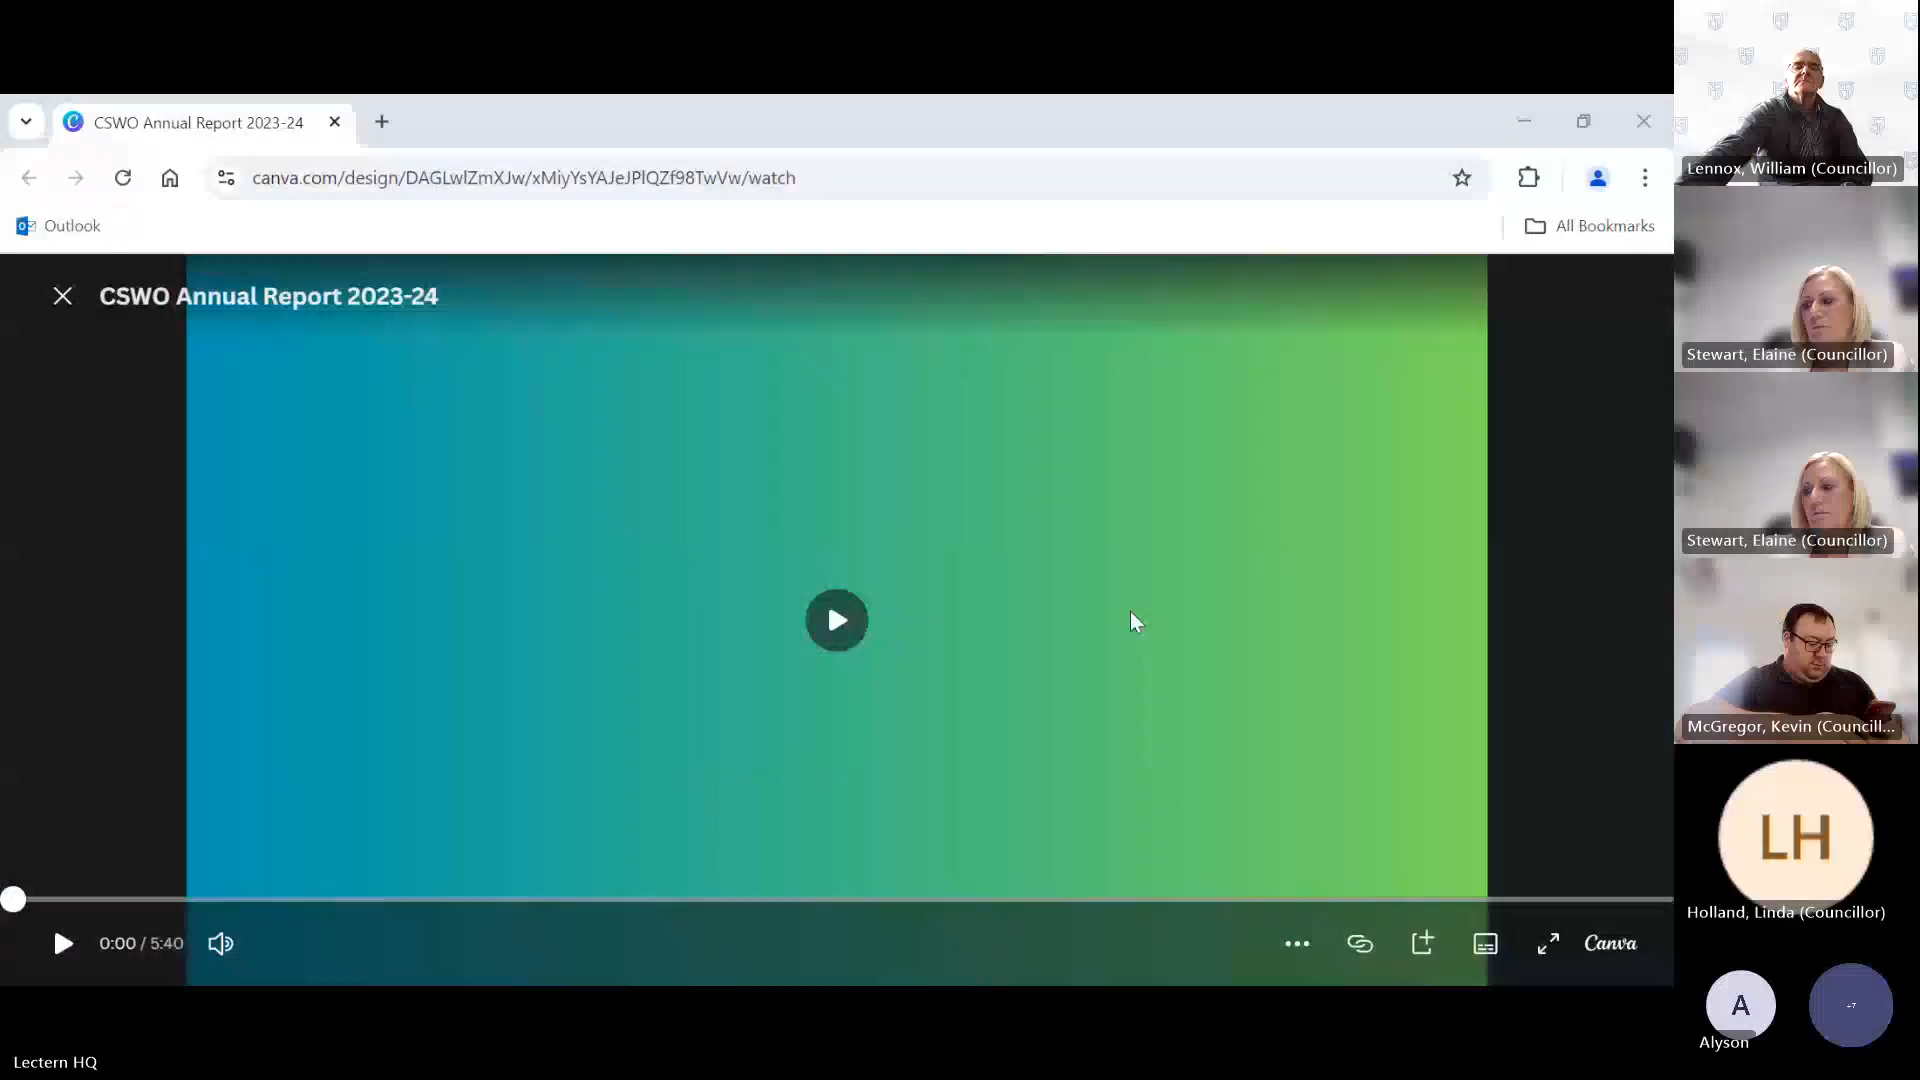 CSWO Annual Report 2023-24
canva.com/design/DAGLwlZmXJw/xMiyYsYAJeJPlQZf98TwVw/watch
Outlook
All Bookmarks
CSWO Annual Report 2023-24
0:00 / 5:40
Canva
Lectern HQ
Lennox, William (Councillor)
Stewart, Elaine (Councillor)
Stewart, Elaine (Councillor)
McGregor, Kevin (Councill...
LH
Holland, Linda (Councillor)
A
Alyson
+7